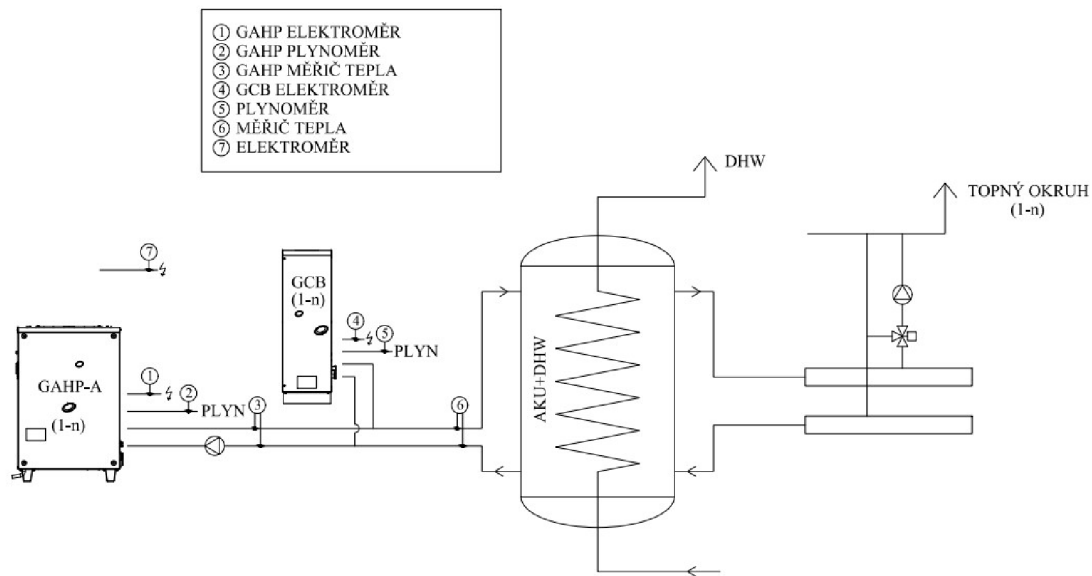 ① GAHP ELEKTROMĚR
② GAHP PLYNOMĚR
③ GAHP MĚŘIČ TEPLA
④ GCB ELEKTROMĚR
⑤ PLYNOMĚR
⑥ MĚŘIČ TEPLA
⑦ ELEKTROMĚR
DHW
TOPNÝ OKRUH
(1-n)
⑦
GCB
(1-n)
④
⑤
PLYN
GAHP-A
(1-n)
①
②
PLYN
③
⑥
AKU+DHW